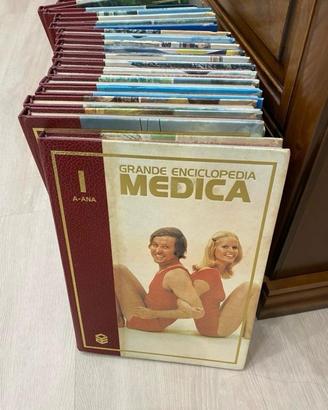 I
A-ANA
GRANDE ENCICLOPEDIA
MEDICA